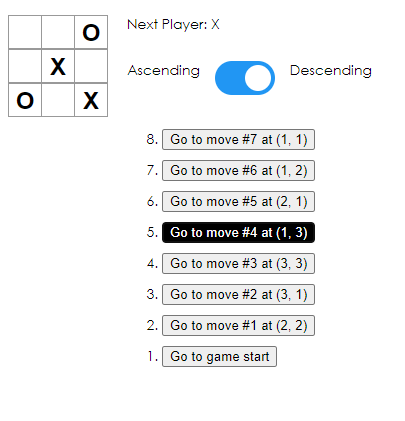 O
X
O X
Next Player: X
Ascending Descending
8. Go to move #7 at (1, 1)
7. Go to move #6 at (1, 2)
6. Go to move #5 at (2, 1)
5. Go to move #4 at (1, 3)
4. Go to move #3 at (3, 3)
3. Go to move #2 at (3, 1)
2. Go to move #1 at (2, 2)
1. Go to game start